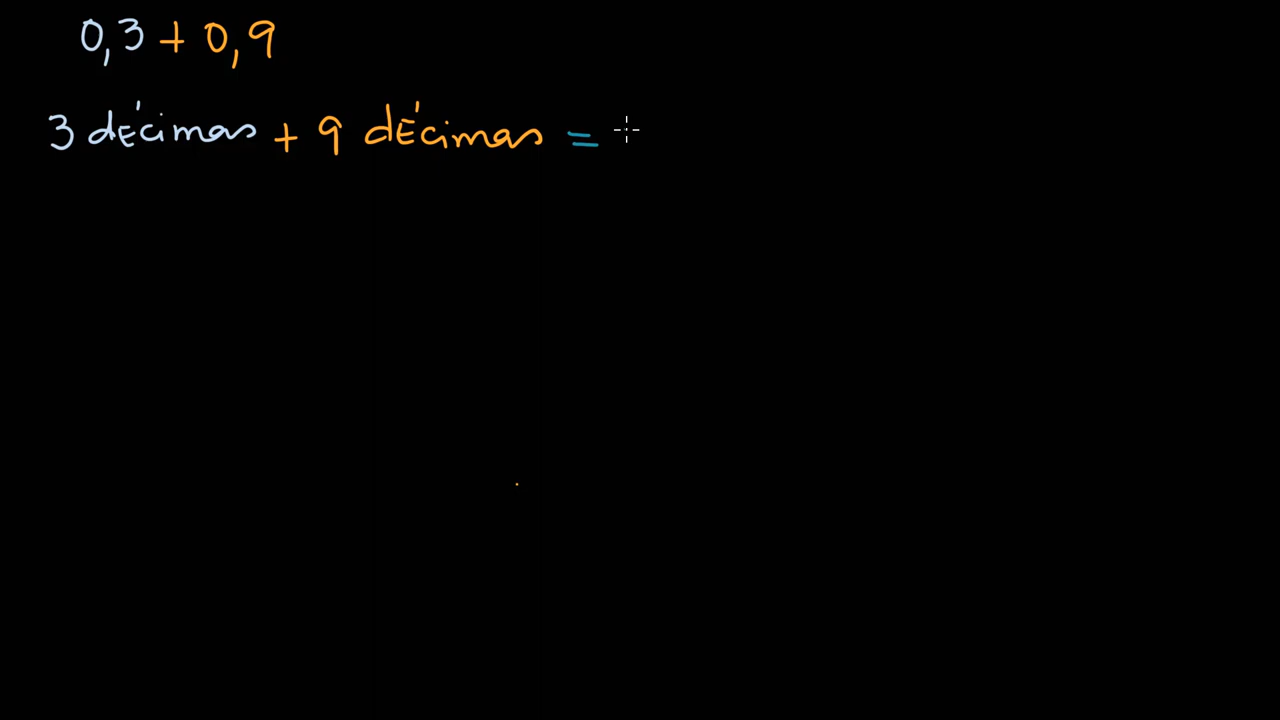 0,3 + 0,9
3 décimas + 9 décimas =